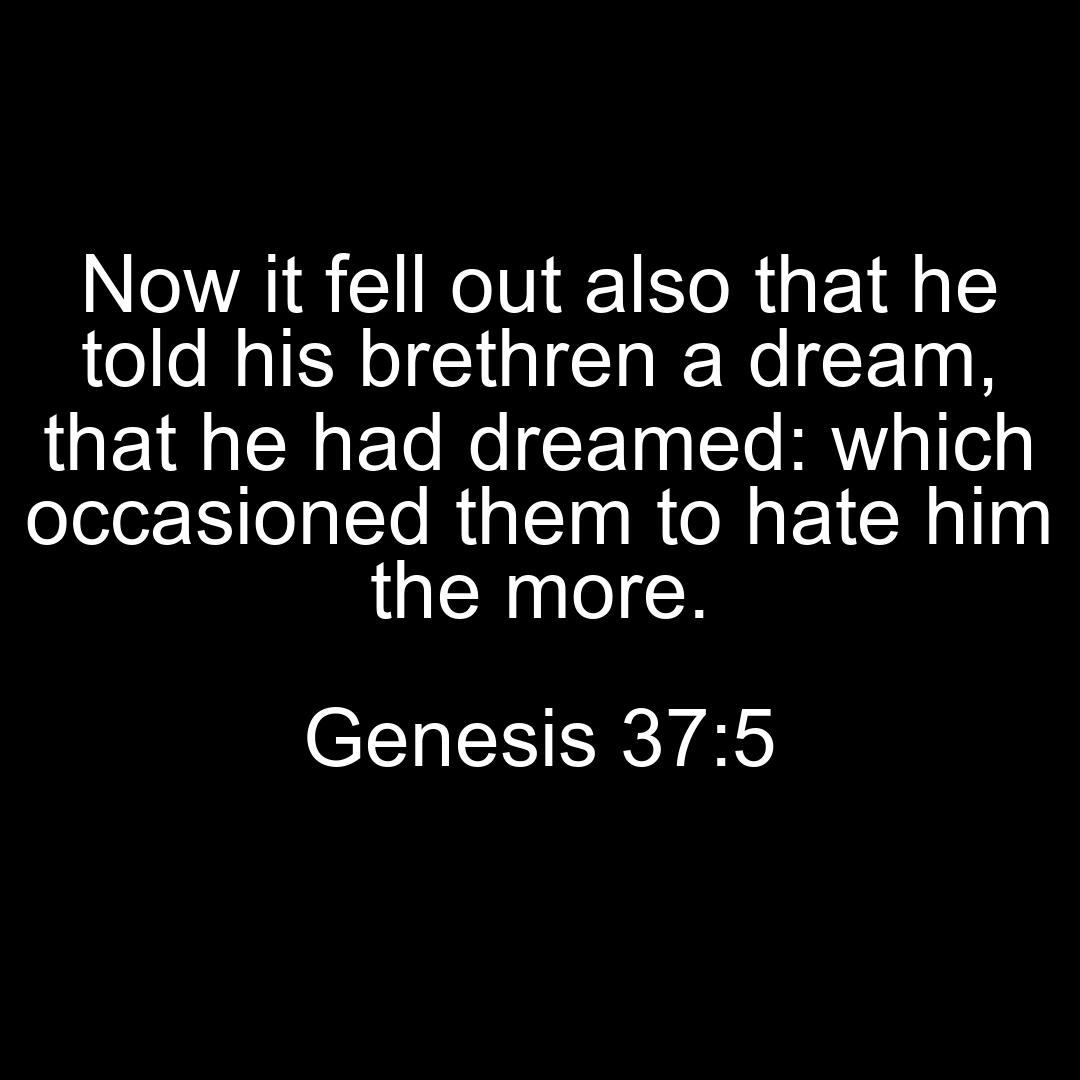 Now it fell out also that he
told his brethren a dream,
that he had dreamed: which
occasioned them to hate him
the more.
Genesis 37:5